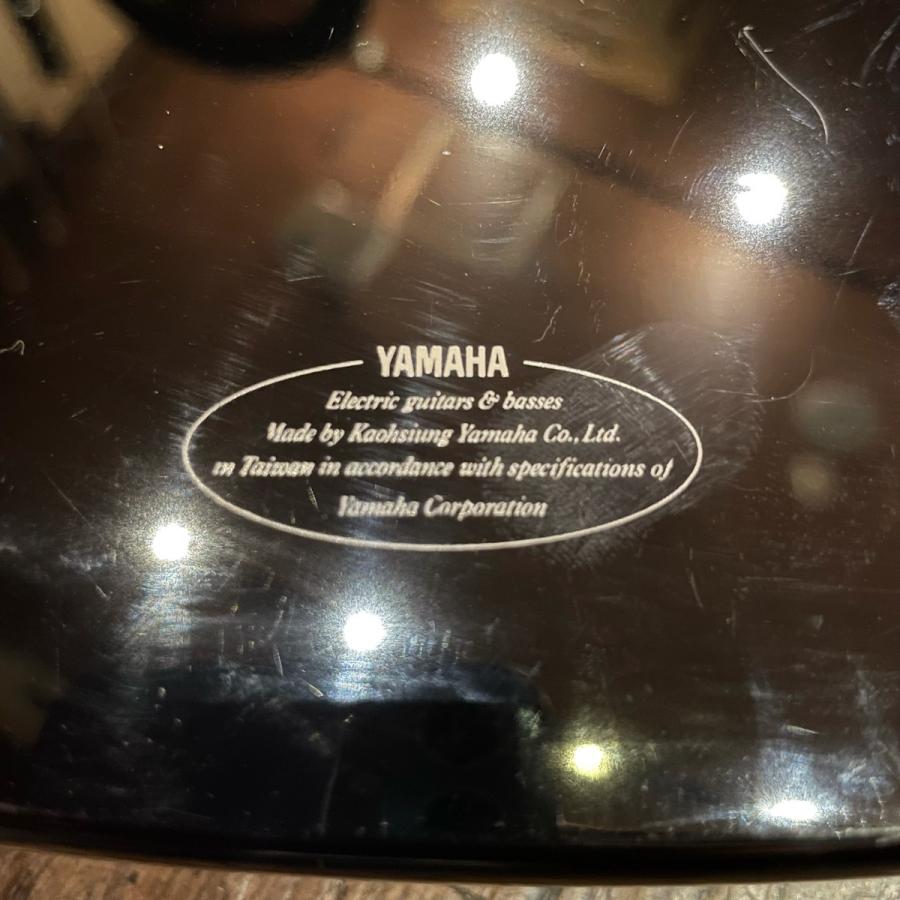 YAMAHA
Electric guitars & basses
Made by Kaohsiung Yamaha Co., Ltd.
in Taiwan in accordance with specifications of
Yamaha Corporation